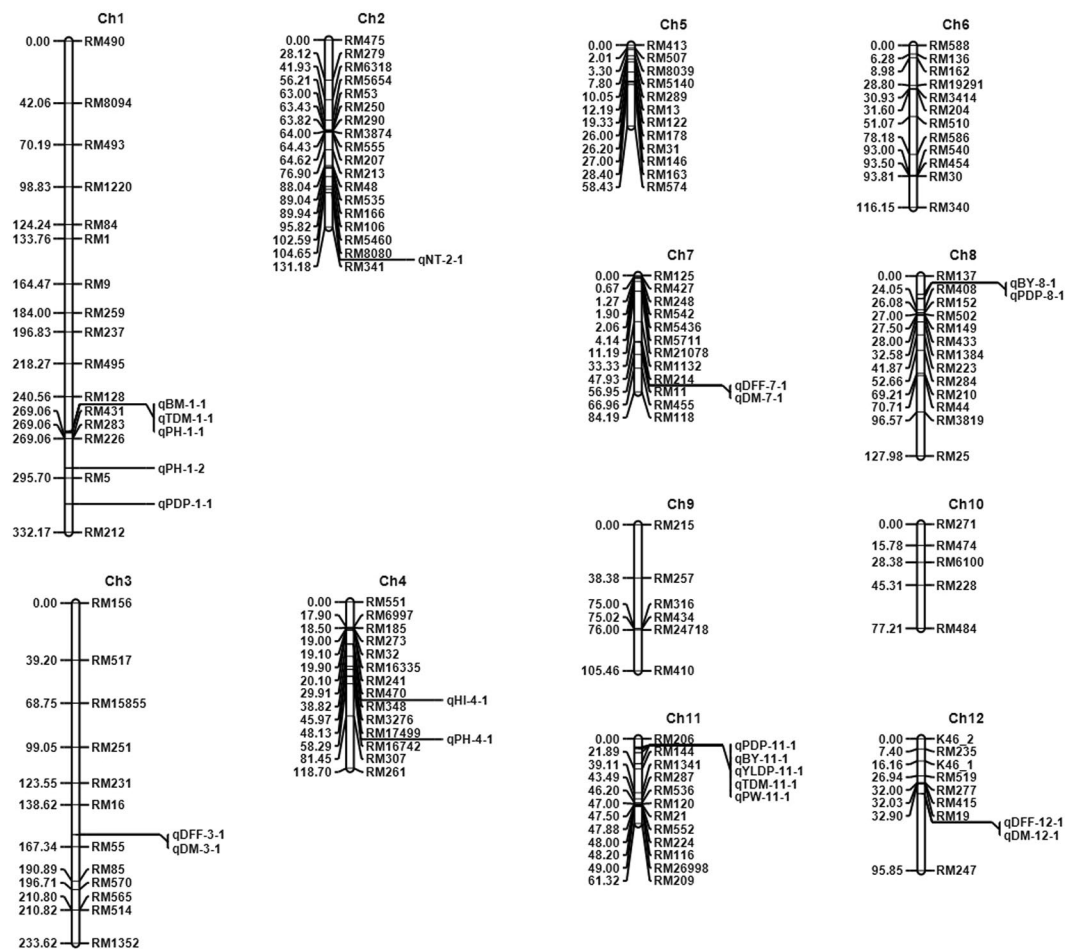 Ch1
0.00 RM490
42.06 RM8094
70.19 RM493
98.83 RM1220
124.24 RM84
133.76 RM1
164.47 RM9
184.00 RM259
196.83 RM237
218.27 RM495
240.56 RM128
269.06 RM431
269.06 RM283
269.06 RM226
295.70 RM5
332.17 RM212
qBM-1-1
qTDM-1-1
qPH-1-1
qPH-1-2
qPDP-1-1
Ch2
0.00 RM475
28.12 RM279
41.93 RM6318
56.21 RM5654
63.00 RM53
63.43 RM250
63.82 RM290
64.00 RM3874
64.43 RM555
64.62 RM207
76.90 RM213
88.04 RM48
89.04 RM535
89.94 RM166
95.82 RM106
102.59 RM5460
104.65 RM8080
131.18 RM341
qNT-2-1
Ch3
0.00 RM156
39.20 RM517
68.75 RM15855
99.05 RM251
123.55 RM231
138.62 RM16
167.34 RM55
190.89 RM85
196.71 RM570
210.80 RM565
210.82 RM514
233.62 RM1352
qDFF-3-1
qDM-3-1
Ch4
0.00 RM551
17.90 RM6997
18.50 RM185
19.00 RM273
19.10 RM32
19.90 RM16335
20.10 RM241
29.91 RM470
38.82 RM348
45.97 RM3276
48.13 RM17499
58.29 RM16742
81.45 RM307
118.70 RM261
qHI-4-1
qPH-4-1
Ch5
0.00 RM413
2.01 RM507
3.30 RM8039
7.80 RM5140
10.05 RM289
12.19 RM13
19.33 RM122
26.00 RM178
26.20 RM31
27.00 RM146
28.40 RM163
58.43 RM574
Ch6
0.00 RM588
6.28 RM136
8.98 RM162
28.80 RM19291
30.93 RM3414
31.60 RM204
51.07 RM510
78.18 RM586
93.00 RM540
93.50 RM454
93.81 RM30
116.15 RM340
Ch7
0.00 RM125
0.67 RM427
1.27 RM248
1.90 RM542
2.06 RM5436
4.14 RM5711
11.19 RM21078
33.33 RM1132
47.93 RM214
56.95 RM11
66.96 RM455
84.19 RM118
qDFF-7-1
qDM-7-1
Ch8
0.00 RM137
24.05 RM408
26.08 RM152
27.00 RM502
27.50 RM149
28.00 RM433
32.58 RM1384
41.87 RM223
52.66 RM284
69.21 RM210
70.71 RM44
96.57 RM3819
127.98 RM25
qBY-8-1
qPDP-8-1
Ch9
0.00 RM215
38.38 RM257
75.00 RM316
75.02 RM434
76.00 RM24718
105.46 RM410
Ch10
0.00 RM271
15.78 RM474
28.38 RM6100
45.31 RM228
77.21 RM484
Ch11
0.00 RM206
21.89 RM144
39.11 RM1341
43.49 RM287
46.20 RM536
47.00 RM120
47.50 RM21
47.88 RM552
48.00 RM224
48.20 RM116
49.00 RM26998
61.32 RM209
qPDP-11-1
qBY-11-1
qYLDP-11-1
qTDM-11-1
qPW-11-1
Ch12
0.00 K46_2
7.40 RM235
16.16 K46_1
26.94 RM519
32.00 RM277
32.03 RM415
32.90 RM19
95.85 RM247
qDFF-12-1
qDM-12-1